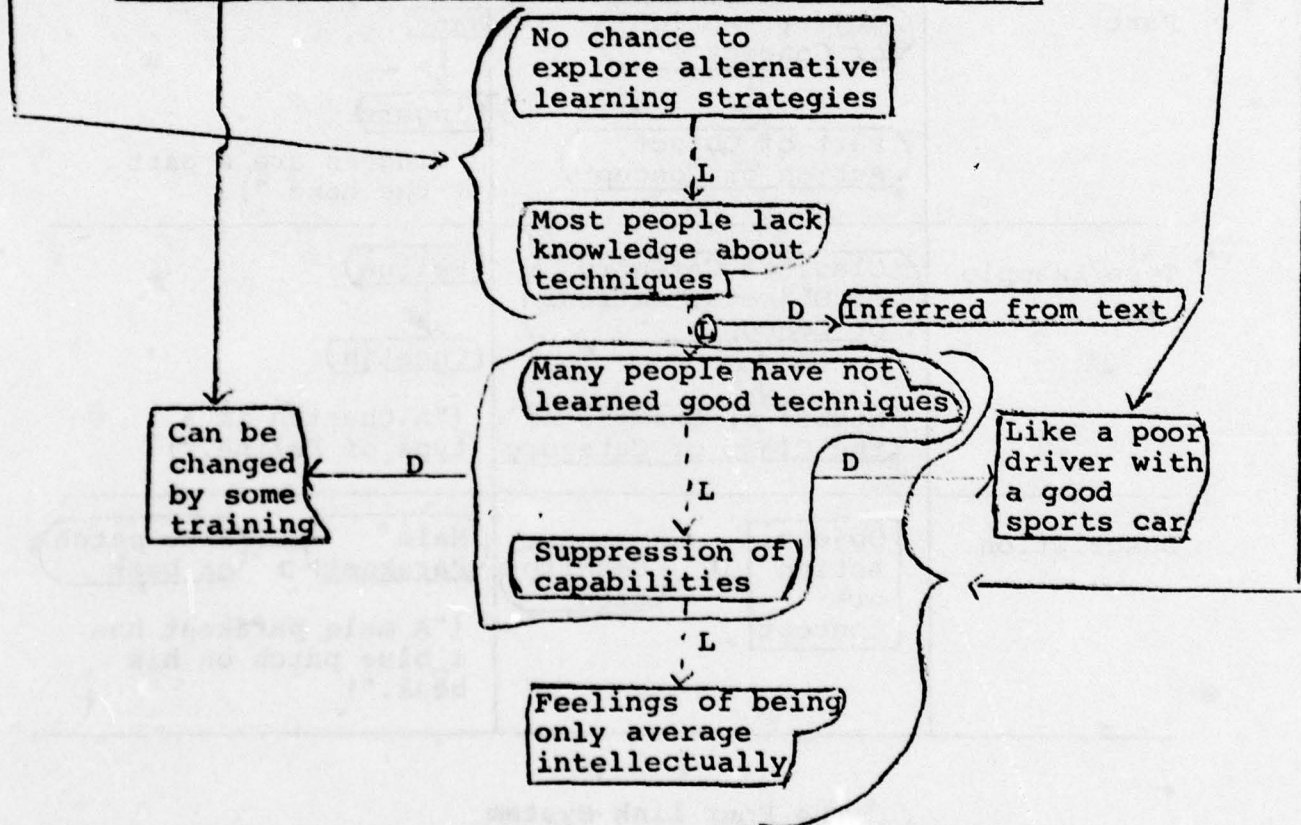 No chance to
explore alternative
learning strategies
L
Most people lack
knowledge about
techniques
L
D
Inferred from text
Many people have not
learned good techniques
Can be
changed
by some
training
D
L
D
Like a poor
driver with
a good
sports car
Suppression of
capabilities
L
Feelings of being
only average
intellectually